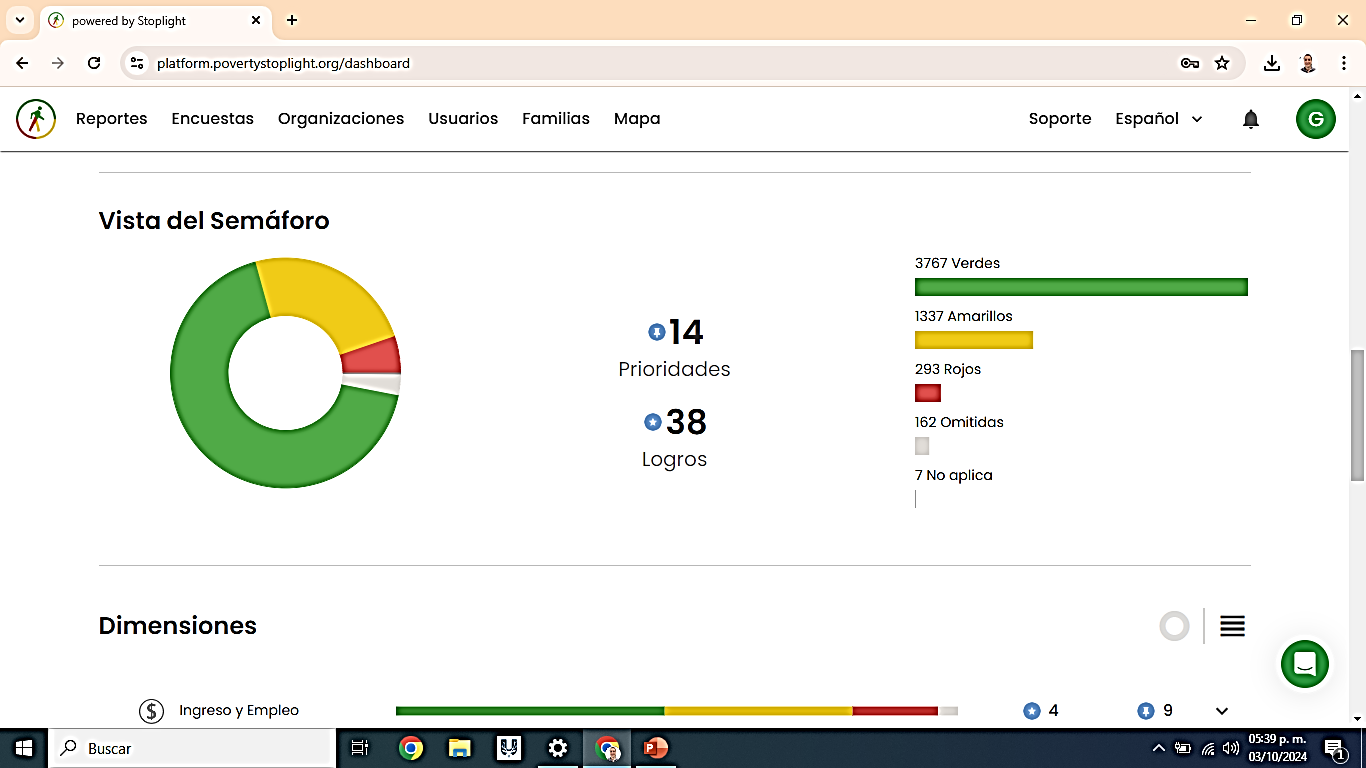 powered by Stoplight
platform.povertystoplight.org/dashboard
Reportes Encuestas Organizaciones Usuarios Familias Mapa Soporte Español G
Vista del Semáforo
14
Prioridades
38
Logros
3767 Verdes
1337 Amarillos
293 Rojos
162 Omitidas
7 No aplica
Dimensiones
$ Ingreso y Empleo 4 9
Buscar
05:39 p. m.
03/10/2024
1